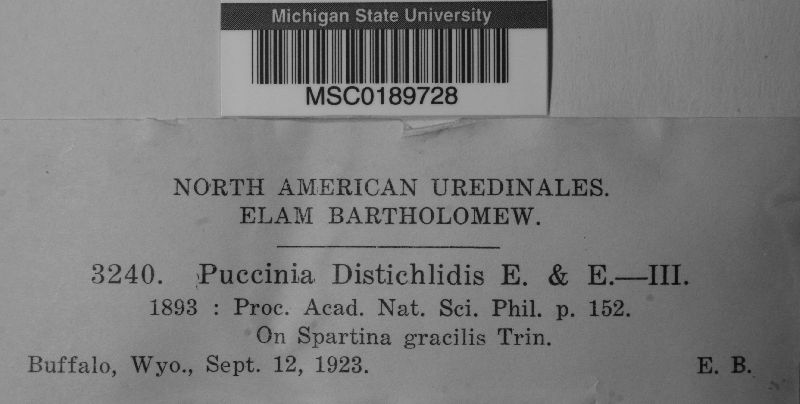 Michigan State University
MSC0189728
NORTH AMERICAN UREDINALES.
ELAM BARTHOLOMEW.
3240. Puccinia Distichlidis E. & E.—III.
1893 : Proc. Acad. Nat. Sci. Phil. p. 152.
On Spartina gracilis Trin.
Buffalo, Wyo., Sept. 12, 1923. E. B.